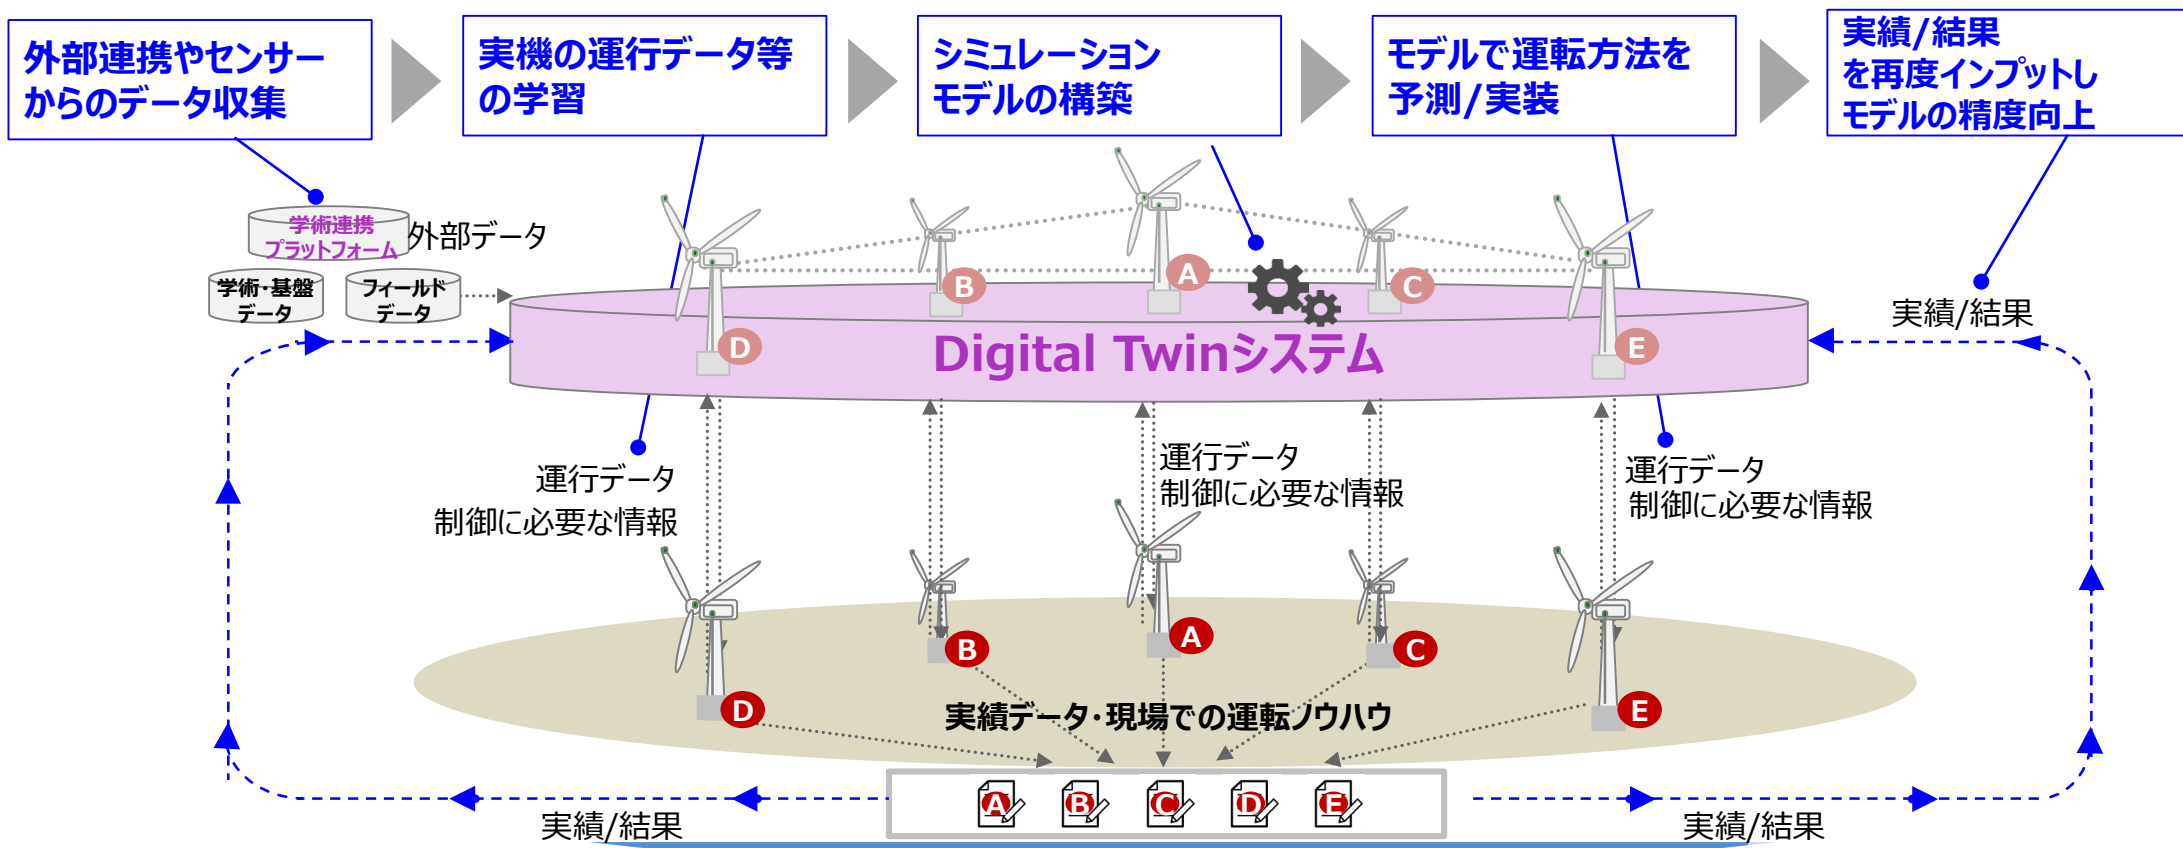 外部連携やセンサー
からのデータ収集
実機の運行データ等
の学習
シミュレーション
モデルの構築
モデルで運転方法を
予測/実装
実績/結果
を再度インプットし
モデルの精度向上
学術連携
プラットフォーム
外部データ
学術・基盤
データ
フィールド
データ
B
A
C
D
E
Digital Twinシステム
実績/結果
運行データ
制御に必要な情報
運行データ
制御に必要な情報
運行データ
制御に必要な情報
B
A
C
D
E
実績データ・現場での運転ノウハウ
A
B
C
D
E
実績/結果
実績/結果